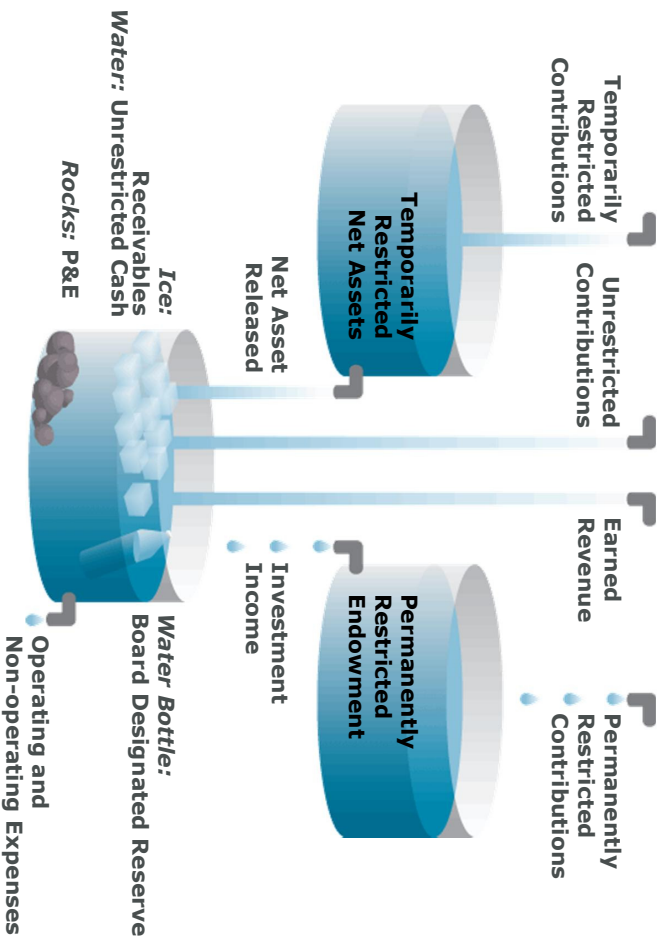 Temporarily
Restricted
Contributions
Unrestricted
Contributions
Earned
Revenue
Permanently
Restricted
Contributions
Temporarily
Restricted
Net Assets
Permanently
Restricted
Endowment
Net Asset
Released
Investment
Income
Ice:
Receivables
Water: Unrestricted Cash
Rocks: P&E
Water Bottle:
Board Designated Reserve
Operating and
Non-operating Expenses